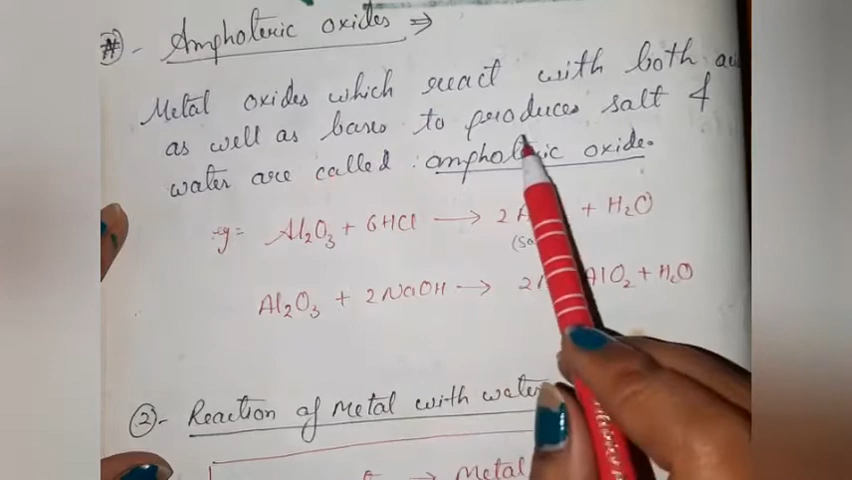 # - Amphoteric oxides ⇒
Metal oxides which react with both
as well as bases to produces salt &
water are called : amphoteric oxide.
eg = Al2O3 + 6HCl → 2 + H2O
Al2O3 + 2NaOH → 2 AlO2 + H2O
2 - Reaction of Metal with water
→ Metal